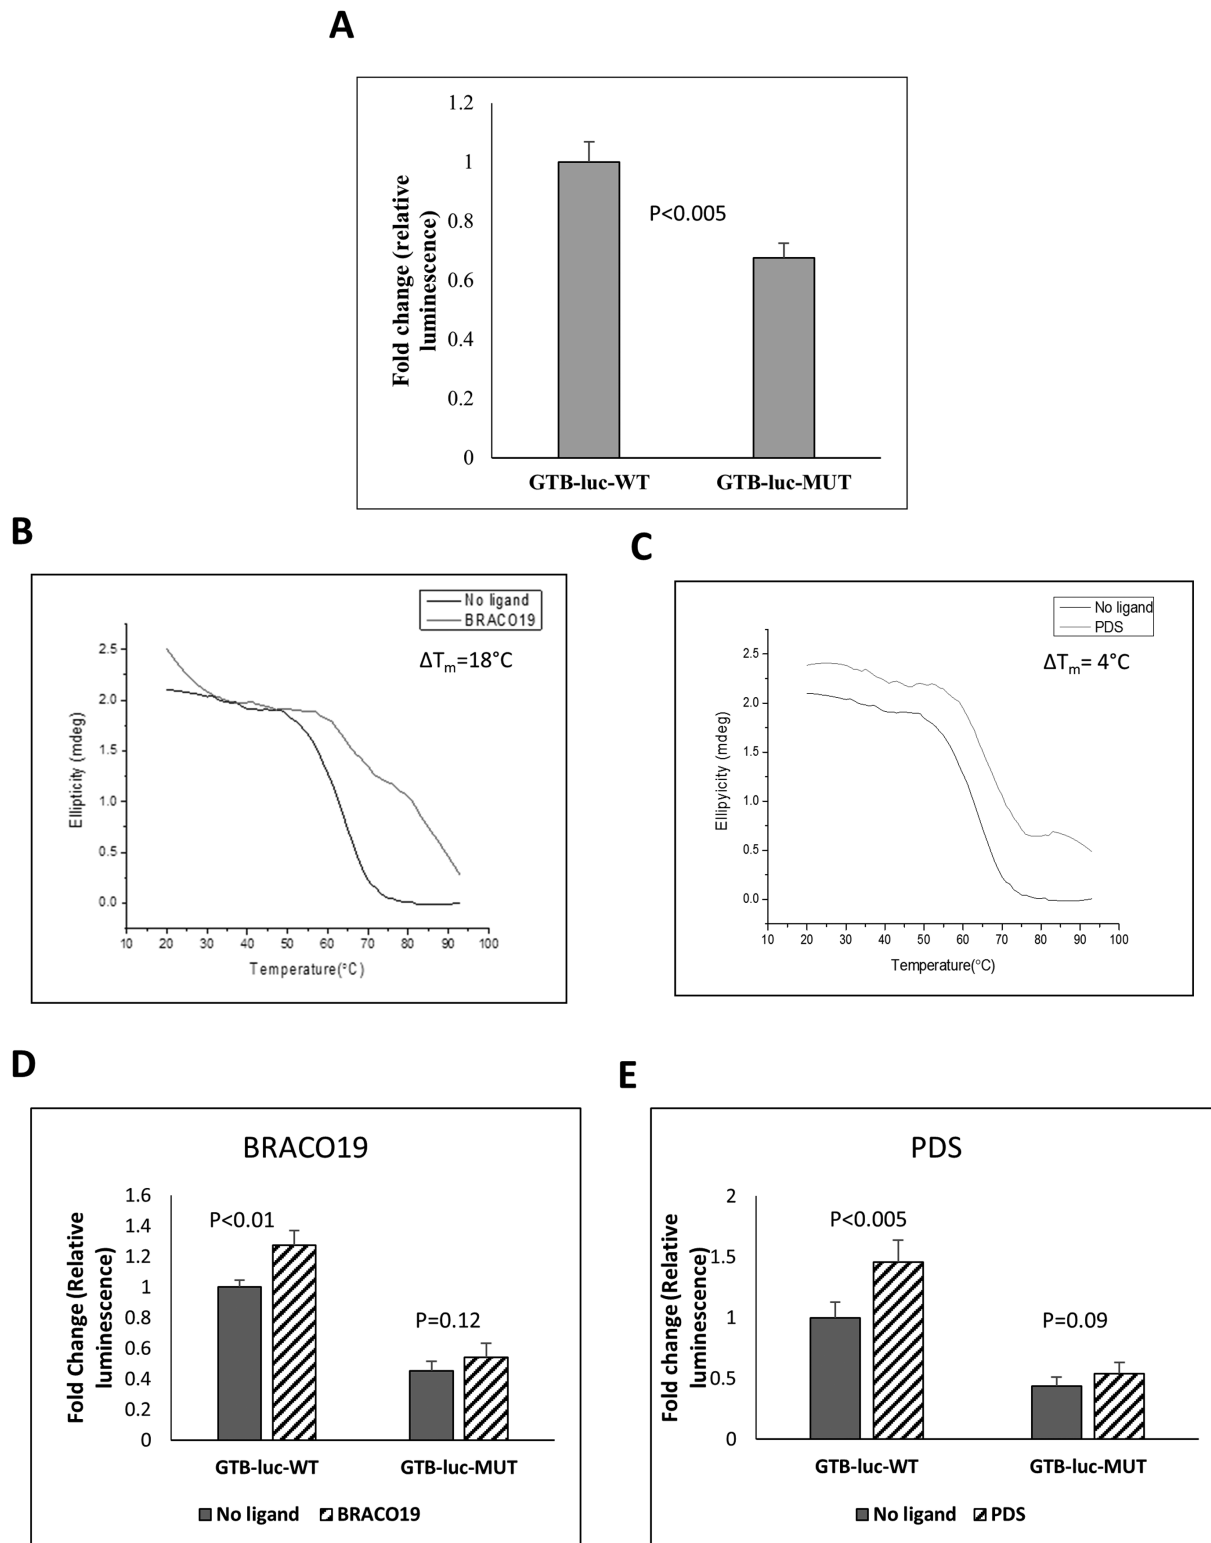 A
Fold change (relative
luminescence)
1.2
1
0.8
0.6
0.4
0.2
0
P<0.005
GTB-luc-WT GTB-luc-MUT
B
No ligand
BRACO19
ΔTm=18°C
Ellipticity (mdeg)
2.5
2.0
1.5
1.0
0.5
0.0
10 20 30 40 50 60 70 80 90 100
Temperature(°C)
C
No ligand
PDS
ΔTm= 4°C
Ellipyicity (mdeg)
2.5
2.0
1.5
1.0
0.5
0.0
10 20 30 40 50 60 70 80 90 100
Temperature(°C)
D
BRACO19
Fold Change (Relative
luminescence)
1.6
1.4
1.2
1
0.8
0.6
0.4
0.2
0
P<0.01
P=0.12
GTB-luc-WT GTB-luc-MUT
No ligand BRACO19
E
PDS
Fold change (Relative
luminescence)
2
1.5
1
0.5
0
P<0.005
P=0.09
GTB-luc-WT GTB-luc-MUT
No ligand PDS